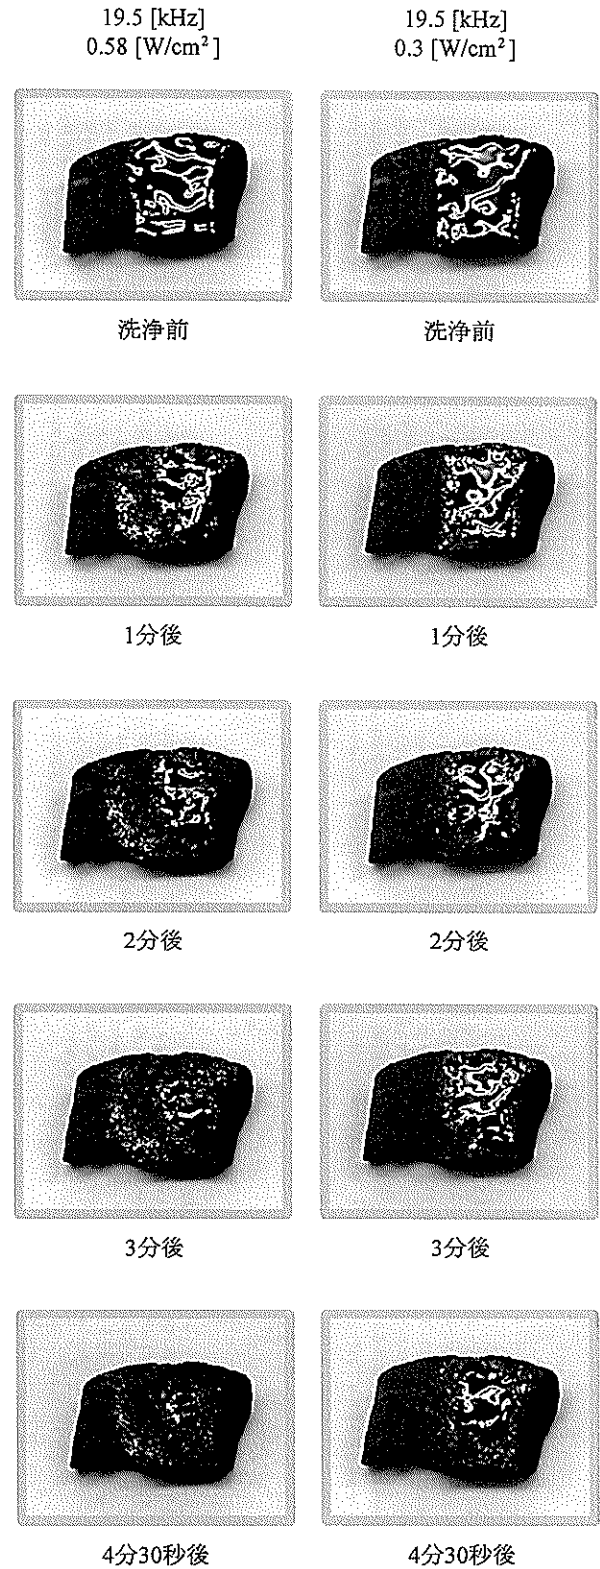 19.5 [kHz]
0.58 [W/cm²]
19.5 [kHz]
0.3 [W/cm²]
洗浄前
洗浄前
1分後
1分後
2分後
2分後
3分後
3分後
4分30秒後
4分30秒後